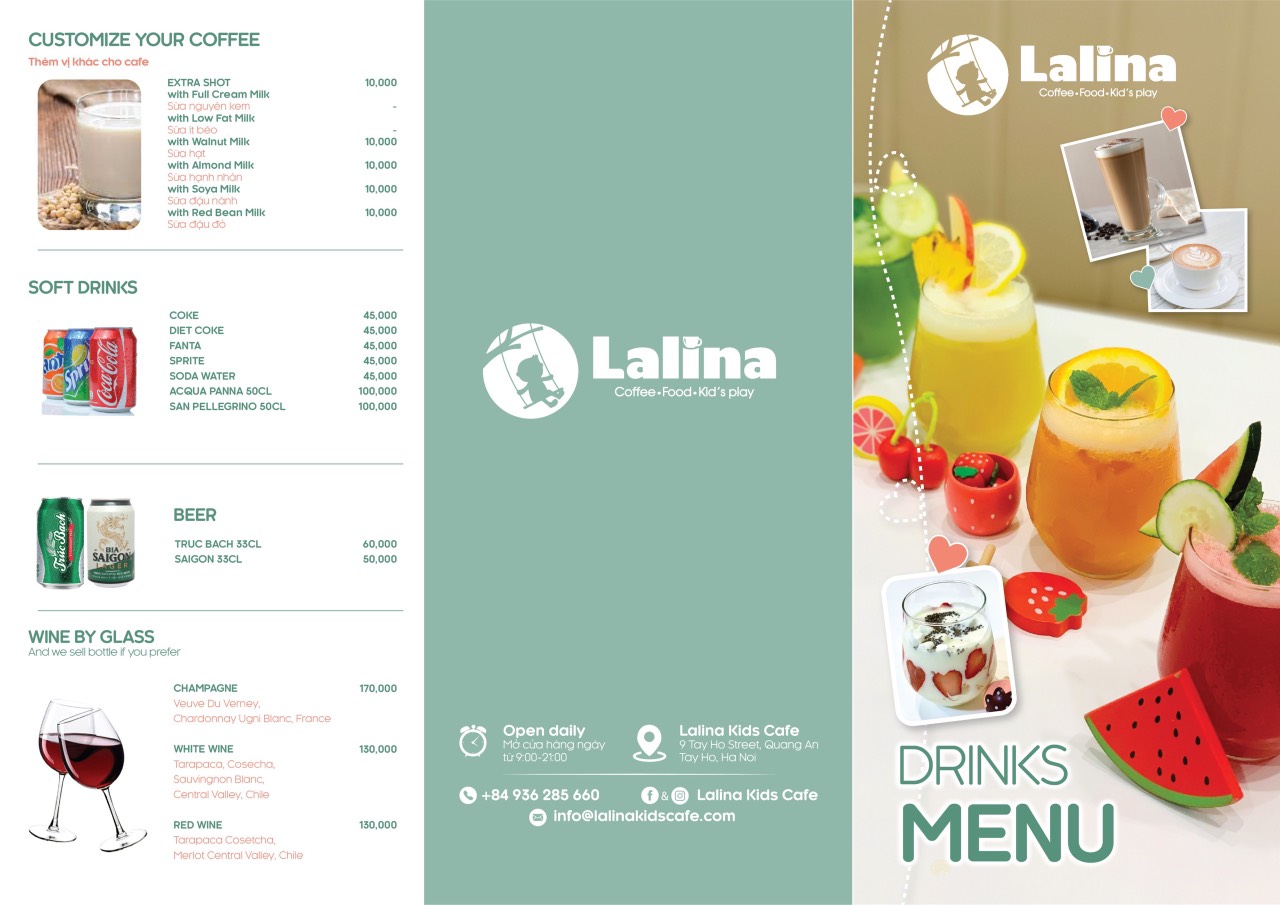 CUSTOMIZE YOUR COFFEE
Thêm vị khác cho cafe
EXTRA SHOT 10,000
with Full Cream Milk
Sữa nguyên kem -
with Low Fat Milk
Sữa ít béo -
with Walnut Milk 10,000
Sữa hạt
with Almond Milk 10,000
Sữa hạnh nhân
with Soya Milk 10,000
Sữa đậu nành
with Red Bean Milk 10,000
Sữa đậu đỏ
SOFT DRINKS
COKE 45,000
DIET COKE 45,000
FANTA 45,000
SPRITE 45,000
SODA WATER 45,000
ACQUA PANNA 50CL 100,000
SAN PELLEGRINO 50CL 100,000
Coca-Cola
BEER
TRUC BACH 33CL 60,000
SAIGON 33CL 50,000
Trúc Bạch
BIA
SAIGON
LAGER
WINE BY GLASS
And we sell bottle if you prefer
CHAMPAGNE 170,000
Veuve Du Verney,
Chardonnay Ugni Blanc, France
WHITE WINE 130,000
Tarapaca, Cosecha,
Sauvingnon Blanc,
Central Valley, Chile
RED WINE 130,000
Tarapaca Cosetcha,
Merlot Central Valley, Chile
Lalina
Coffee•Food•Kid's play
Open daily
Mở cửa hàng ngày
từ 9:00-21:00
Lalina Kids Cafe
9 Tay Ho Street, Quang An
Tay Ho, Ha Noi
+84 936 285 660
& Lalina Kids Cafe
info@lalinakidscafe.com
Lalina
Coffee•Food•Kid's play
DRINKS
MENU